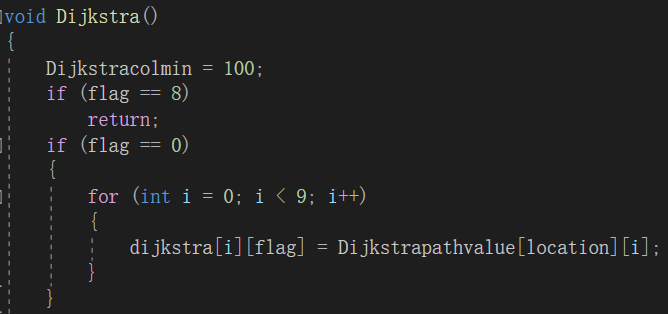 void Dijkstra()
{
Dijkstracolmin = 100;
if (flag == 8)
return;
if (flag == 0)
{
for (int i = 0; i < 9; i++)
{
dijkstra[i][flag] = Dijkstrapathvalue[location][i];
}
}